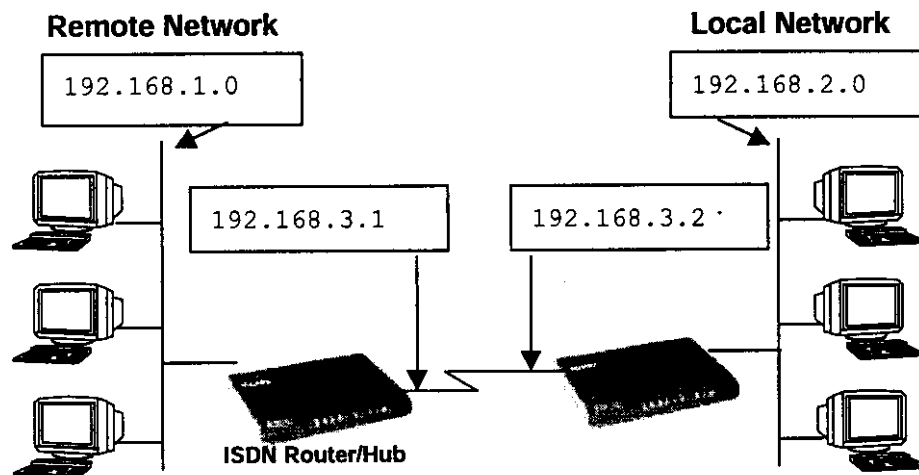 Remote Network
Local Network
192.168.1.0
192.168.2.0
192.168.3.1
192.168.3.2
ISDN Router/Hub